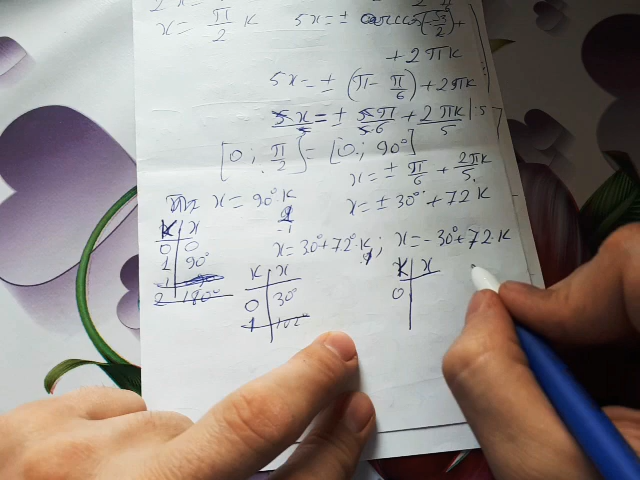 x = π/2 K   5x = ± arccos(-√3/2) +
+ 2πK
5x = ± (π - π/6) + 2πK
5x/5 = ± 5π/5·6 + 2πK/5
[0; π/2] = [0; 90°]
x = ± π/6 + 2πK/5
x = 90°·K
x = ± 30° + 72°K
K | x
0 | 0
1 | 90°
2 | 180°
x = 30° + 72°·K; x = -30° + 72·K
K | x
0 | 30°
1 | 102°
K | x
0 |